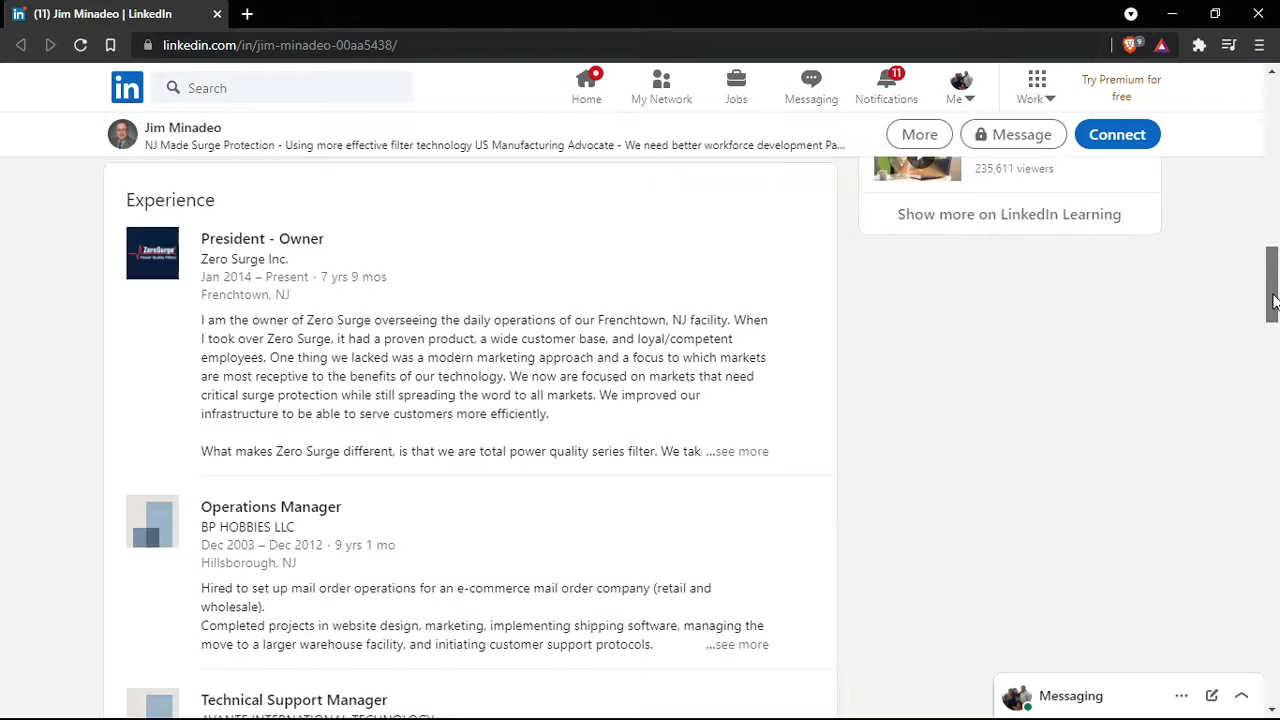 (11) Jim Minadeo | LinkedIn
linkedin.com/in/jim-minadeo-00aa5438/
9
in
Search
Home
My Network
Jobs
Messaging
11
Notifications
Me
Work
Try Premium for
free
Jim Minadeo
NJ Made Surge Protection - Using more effective filter technology US Manufacturing Advocate - We need better workforce development Pa...
More
Message
Connect
235,611 viewers
Show more on LinkedIn Learning
Experience
ZeroSurge
Power Quality Filters
President - Owner
Zero Surge Inc.
Jan 2014 – Present · 7 yrs 9 mos
Frenchtown, NJ
I am the owner of Zero Surge overseeing the daily operations of our Frenchtown, NJ facility. When
I took over Zero Surge, it had a proven product, a wide customer base, and loyal/competent
employees. One thing we lacked was a modern marketing approach and a focus to which markets
are most receptive to the benefits of our technology. We now are focused on markets that need
critical surge protection while still spreading the word to all markets. We improved our
infrastructure to be able to serve customers more efficiently.
What makes Zero Surge different, is that we are total power quality series filter. We tak ...see more
Operations Manager
BP HOBBIES LLC
Dec 2003 – Dec 2012 · 9 yrs 1 mo
Hillsborough, NJ
Hired to set up mail order operations for an e-commerce mail order company (retail and
wholesale).
Completed projects in website design, marketing, implementing shipping software, managing the
move to a larger warehouse facility, and initiating customer support protocols. ...see more
Technical Support Manager
AVANTE INTERNATIONAL TECHNOLOGY
Messaging